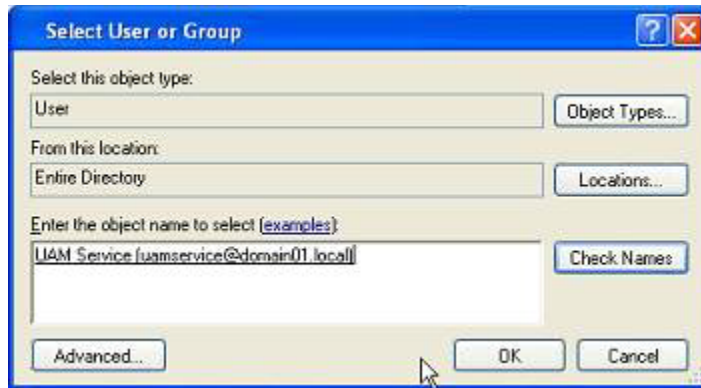 Select User or Group
Select this object type:
User
Object Types...
From this location:
Entire Directory
Locations...
Enter the object name to select (examples):
UAM Service (uamservice@domain01.local)
Check Names
Advanced...
OK
Cancel